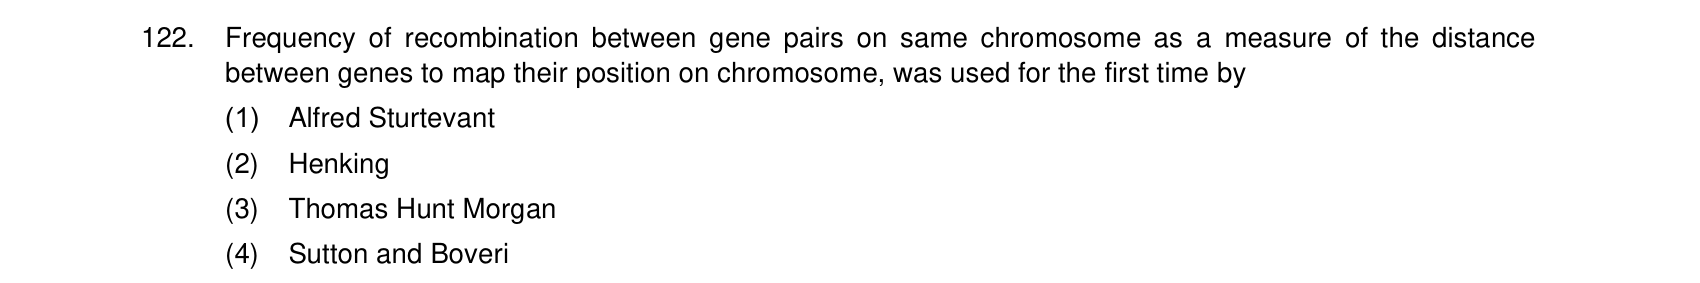 122. Frequency of recombination between gene pairs on same chromosome as a measure of the distance
between genes to map their position on chromosome, was used for the first time by
(1) Alfred Sturtevant
(2) Henking
(3) Thomas Hunt Morgan
(4) Sutton and Boveri